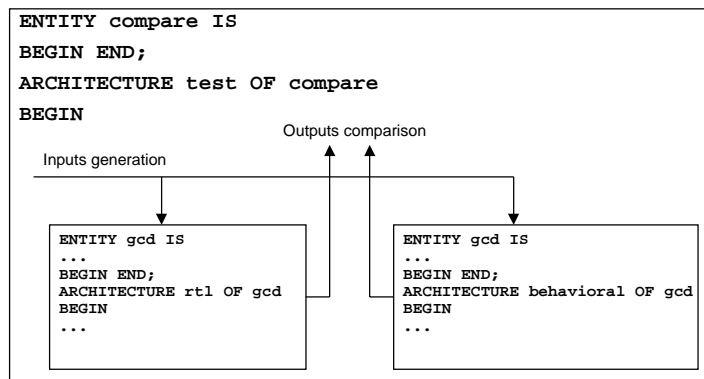 ENTITY compare IS
BEGIN END;
ARCHITECTURE test OF compare
BEGIN
Outputs comparison
Inputs generation
ENTITY gcd IS
...
BEGIN END;
ARCHITECTURE rtl OF gcd
BEGIN
...
ENTITY gcd IS
...
BEGIN END;
ARCHITECTURE behavioral OF gcd
BEGIN
...